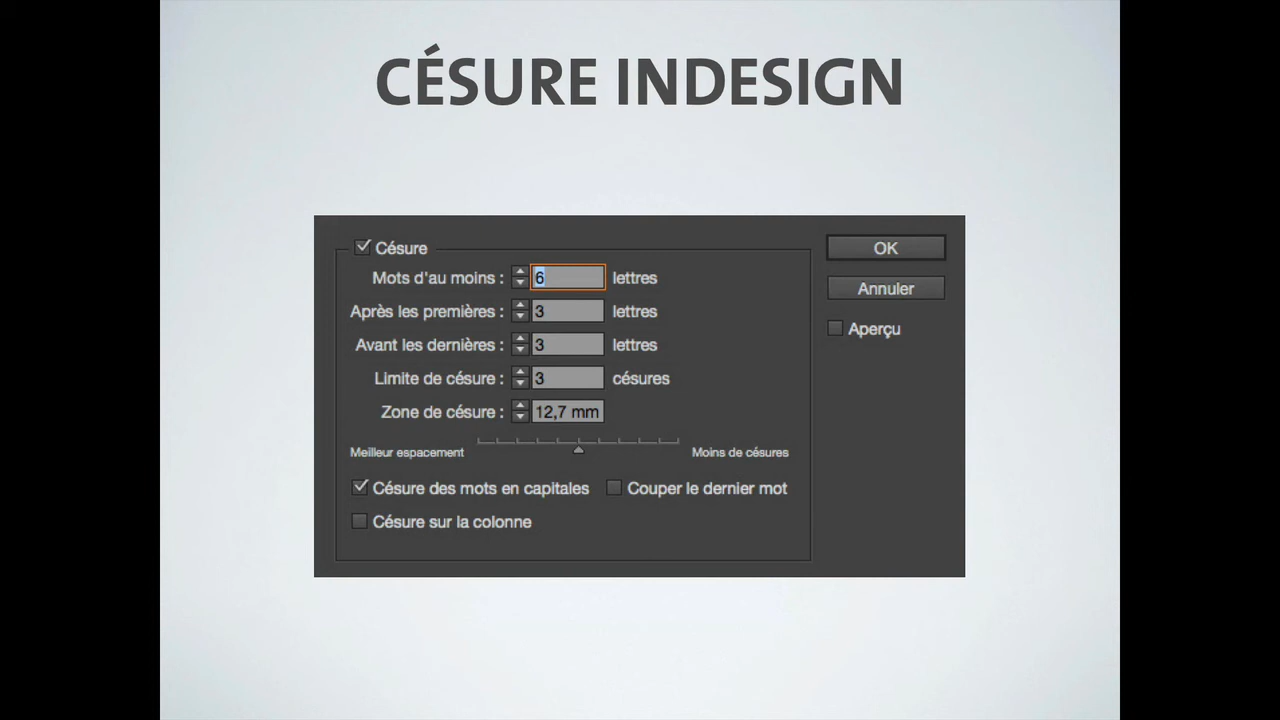 CÉSURE INDESIGN
Césure
OK
Mots d'au moins : 6 lettres
Annuler
Après les premières : 3 lettres
Aperçu
Avant les dernières : 3 lettres
Limite de césure : 3 césures
Zone de césure : 12,7 mm
Meilleur espacement Moins de césures
Césure des mots en capitales Couper le dernier mot
Césure sur la colonne